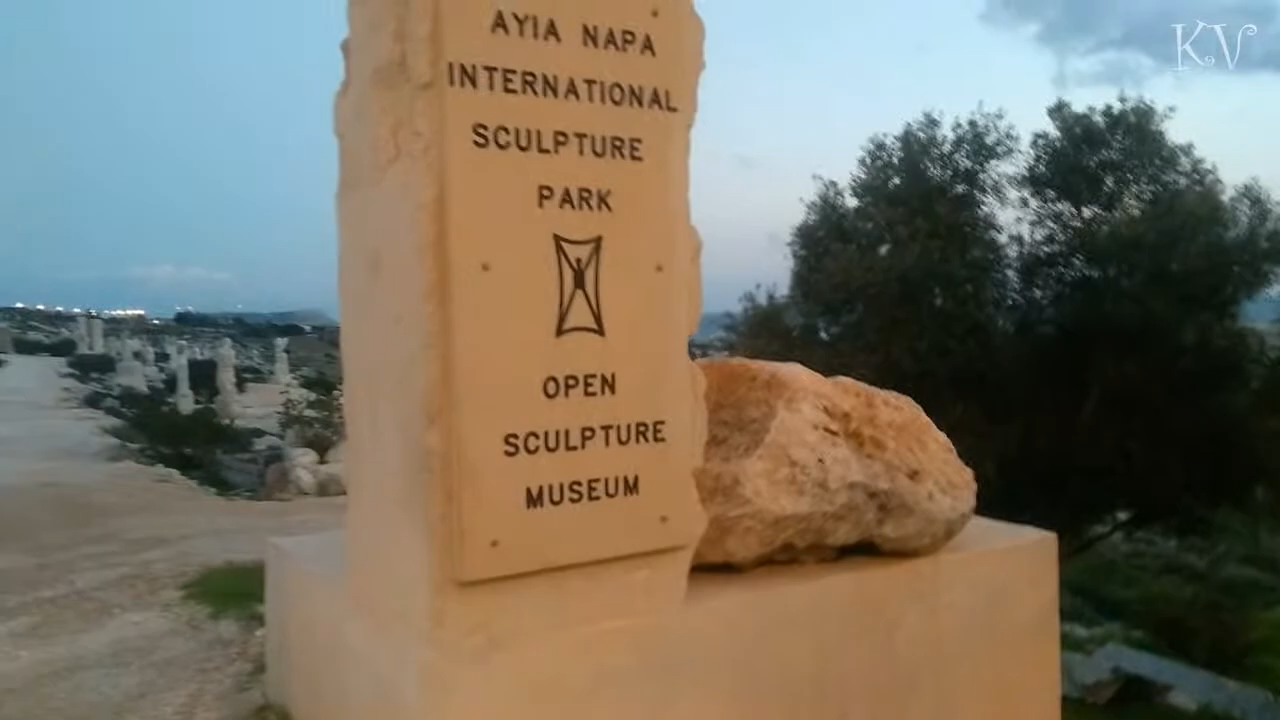 KV
AYIA NAPA
INTERNATIONAL
SCULPTURE
PARK
OPEN
SCULPTURE
MUSEUM